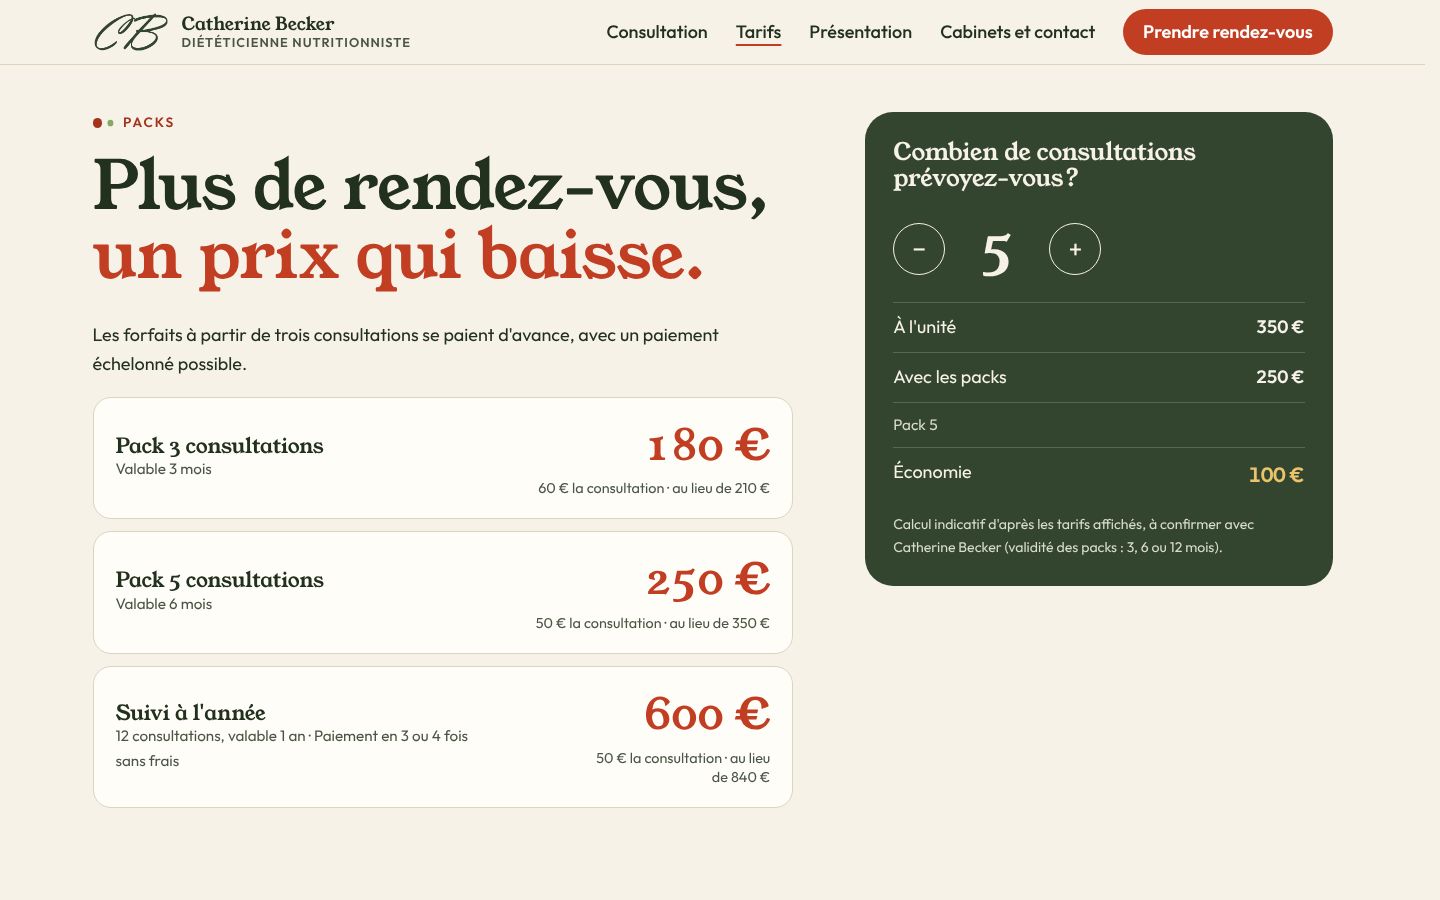 CB
Catherine Becker
DIÉTÉTICIENNE NUTRITIONNISTE
Consultation
Tarifs
Présentation
Cabinets et contact
Prendre rendez-vous
PACKS
Plus de rendez-vous,
un prix qui baisse.
Les forfaits à partir de trois consultations se paient d'avance, avec un paiement
échelonné possible.
Pack 3 consultations
Valable 3 mois
180 €
60 € la consultation · au lieu de 210 €
Pack 5 consultations
Valable 6 mois
250 €
50 € la consultation · au lieu de 350 €
Suivi à l'année
12 consultations, valable 1 an · Paiement en 3 ou 4 fois
sans frais
600 €
50 € la consultation · au lieu
de 840 €
Combien de consultations
prévoyez-vous ?
− 5 +
À l'unité 350 €
Avec les packs 250 €
Pack 5
Économie 100 €
Calcul indicatif d'après les tarifs affichés, à confirmer avec
Catherine Becker (validité des packs : 3, 6 ou 12 mois).